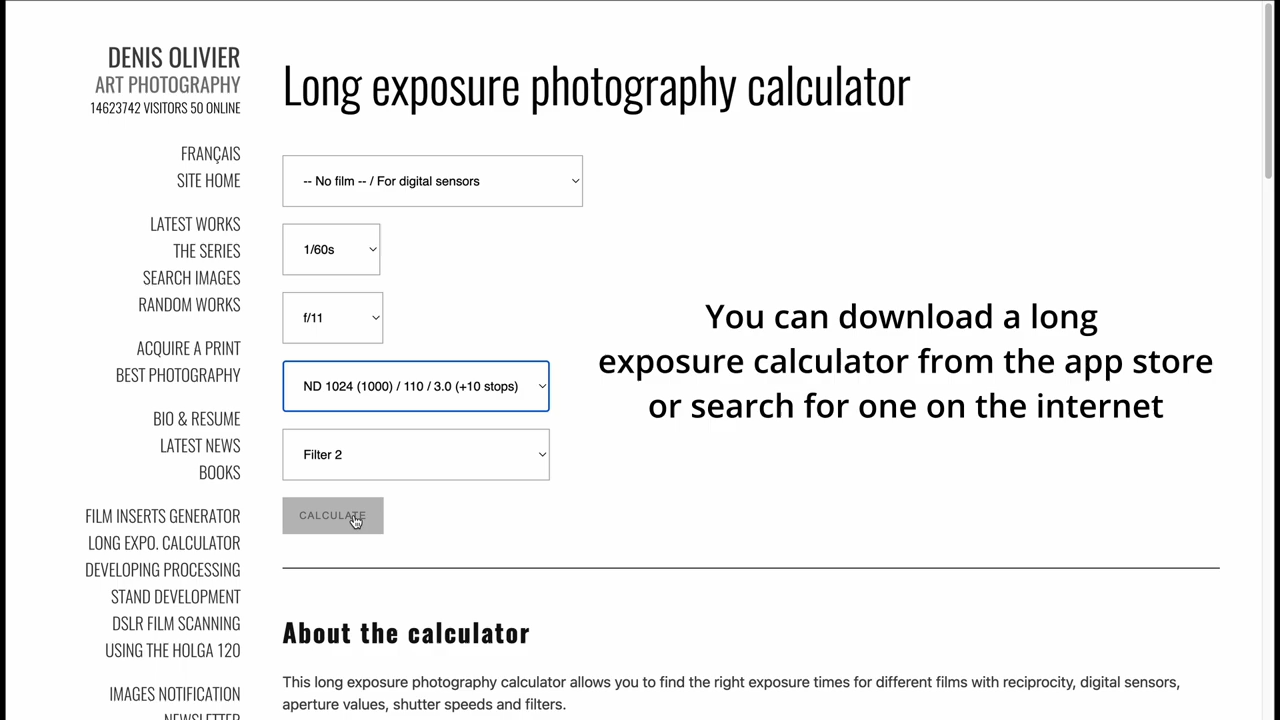 DENIS OLIVIER
ART PHOTOGRAPHY
14623742 VISITORS 50 ONLINE
FRANÇAIS
SITE HOME
LATEST WORKS
THE SERIES
SEARCH IMAGES
RANDOM WORKS
ACQUIRE A PRINT
BEST PHOTOGRAPHY
BIO & RESUME
LATEST NEWS
BOOKS
FILM INSERTS GENERATOR
LONG EXPO. CALCULATOR
DEVELOPING PROCESSING
STAND DEVELOPMENT
DSLR FILM SCANNING
USING THE HOLGA 120
IMAGES NOTIFICATION
NEWSLETTER
Long exposure photography calculator
-- No film -- / For digital sensors
1/60s
f/11
ND 1024 (1000) / 110 / 3.0 (+10 stops)
Filter 2
CALCULATE
You can download a long
exposure calculator from the app store
or search for one on the internet
About the calculator
This long exposure photography calculator allows you to find the right exposure times for different films with reciprocity, digital sensors,
aperture values, shutter speeds and filters.